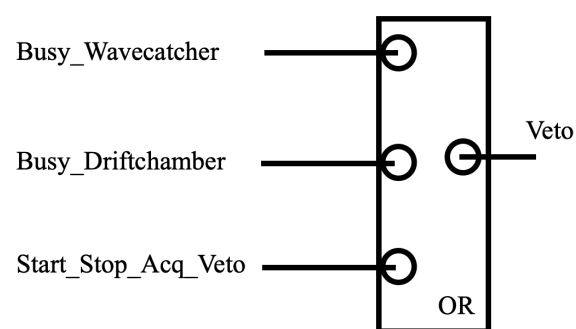 Busy_Wavecatcher
Veto
Busy_Driftchamber
Start_Stop_Acq_Veto
OR